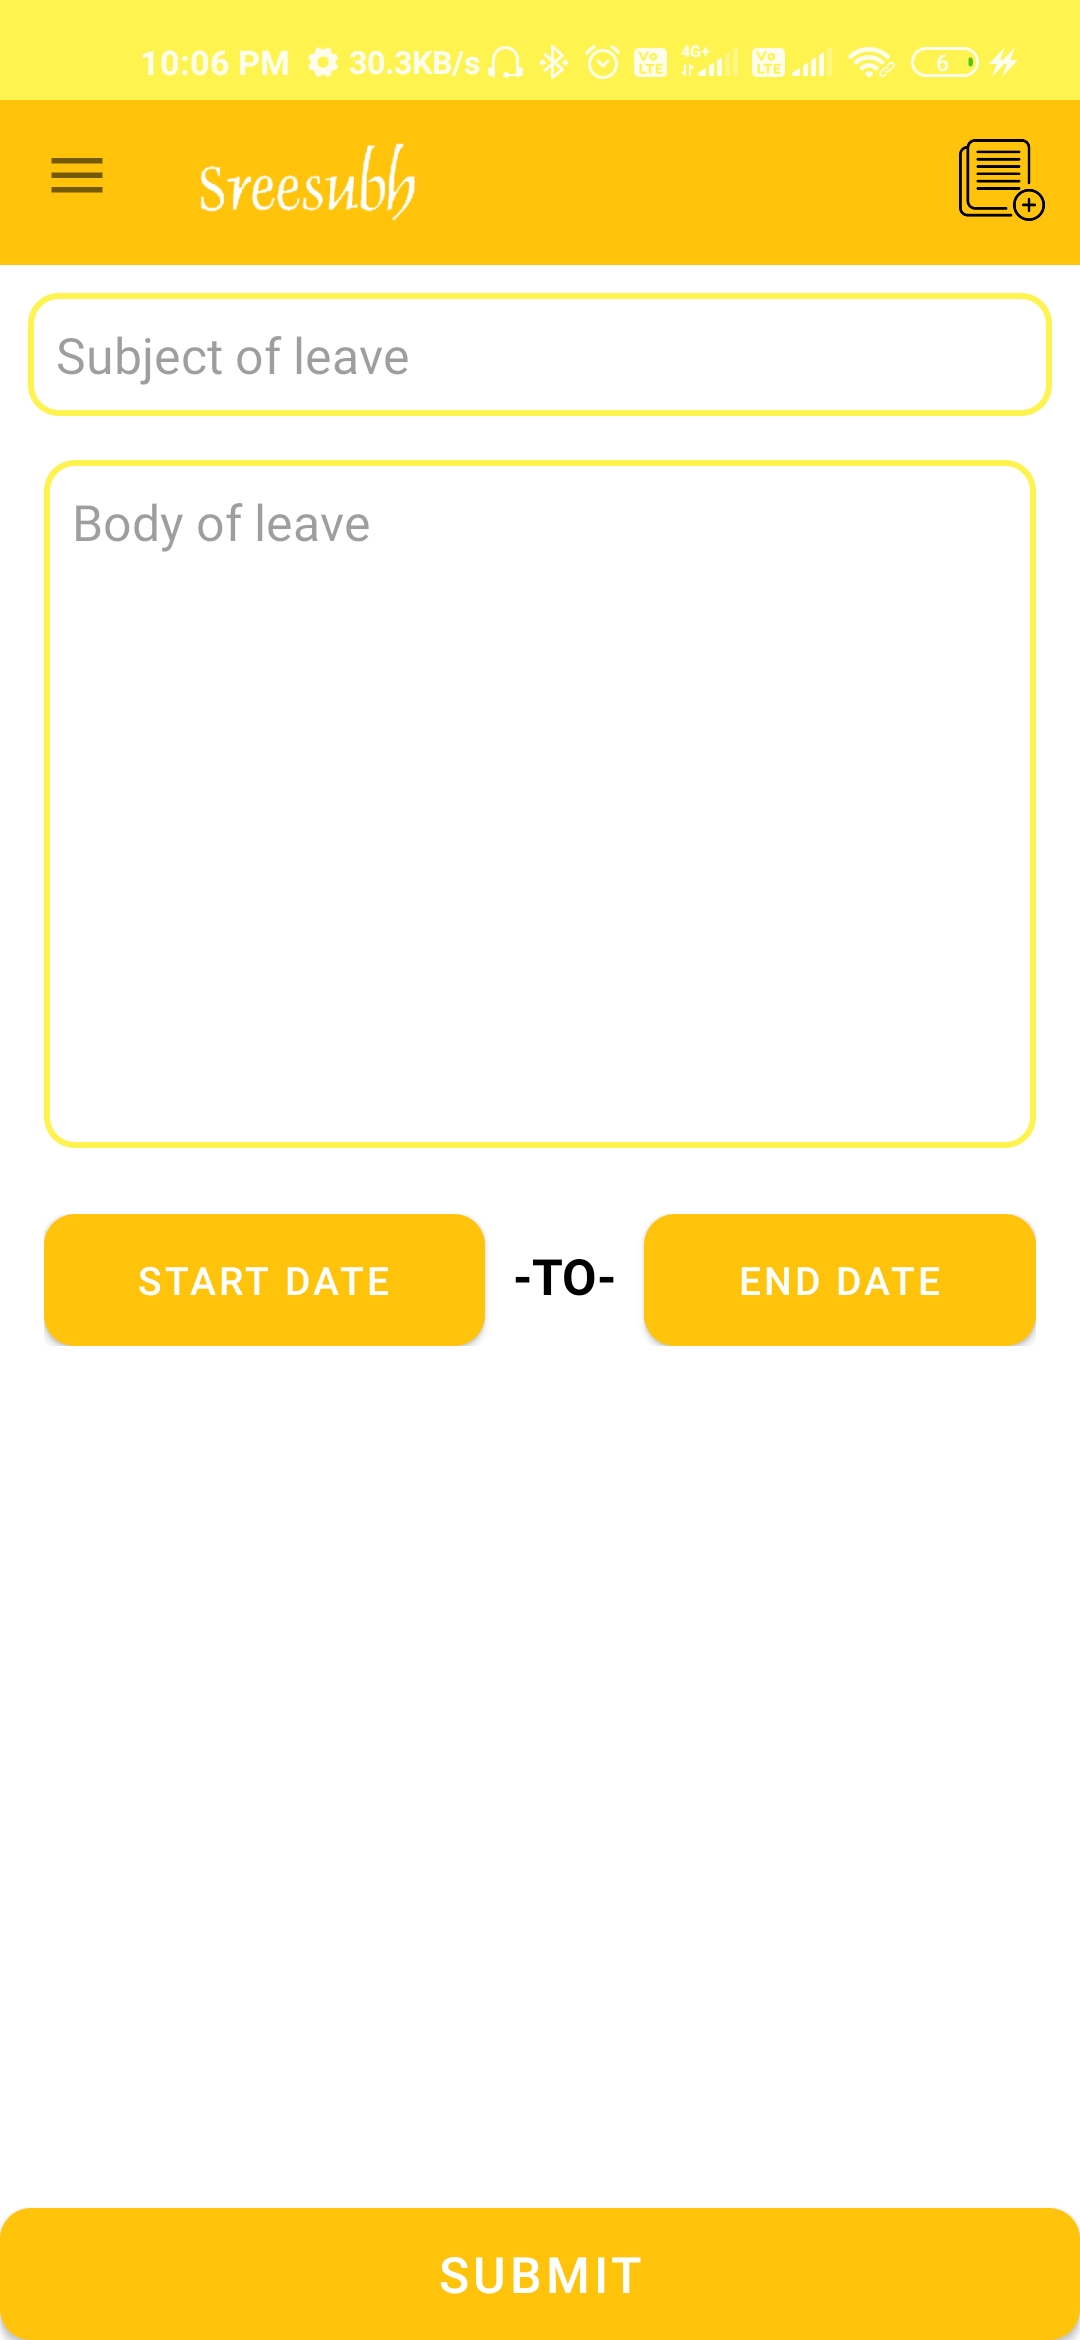 10:06 PM 30.3KB/s Vo LTE 4G+ Vo LTE 6
Sreesubh
Subject of leave
Body of leave
START DATE -TO- END DATE
SUBMIT